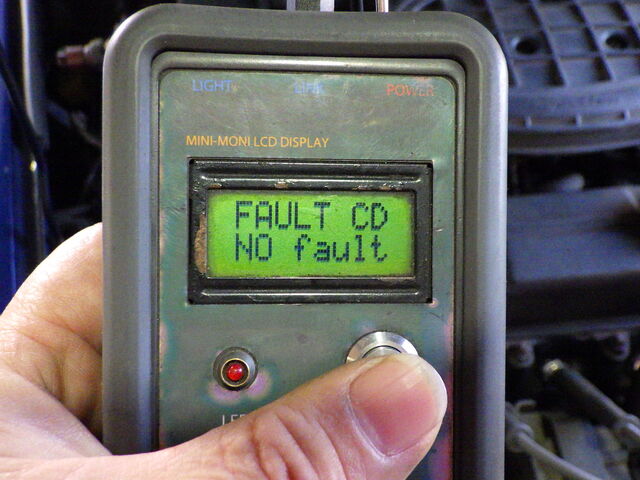 LIGHT LINK POWER
MINI-MONI LCD DISPLAY
FAULT CD
NO fault